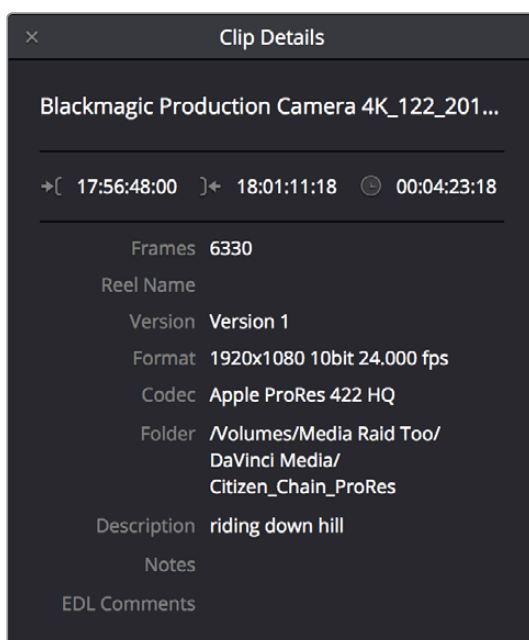 Clip Details
Blackmagic Production Camera 4K_122_201...
17:56:48:00 18:01:11:18 00:04:23:18
Frames 6330
Reel Name
Version Version 1
Format 1920x1080 10bit 24.000 fps
Codec Apple ProRes 422 HQ
Folder /Volumes/Media Raid Too/
DaVinci Media/
Citizen_Chain_ProRes
Description riding down hill
Notes
EDL Comments